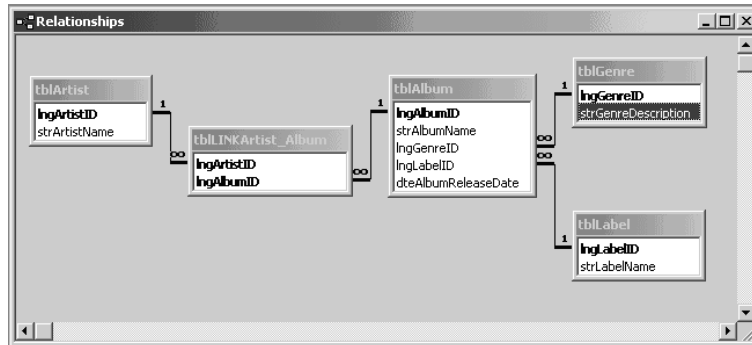 Relationships
tblArtist
lngArtistID
strArtistName
1
∞
tblLINKArtist_Album
lngArtistID
lngAlbumID
∞
1
tblAlbum
lngAlbumID
strAlbumName
lngGenreID
lngLabelID
dteAlbumReleaseDate
∞
∞
1
tblGenre
lngGenreID
strGenreDescription
1
tblLabel
lngLabelID
strLabelName